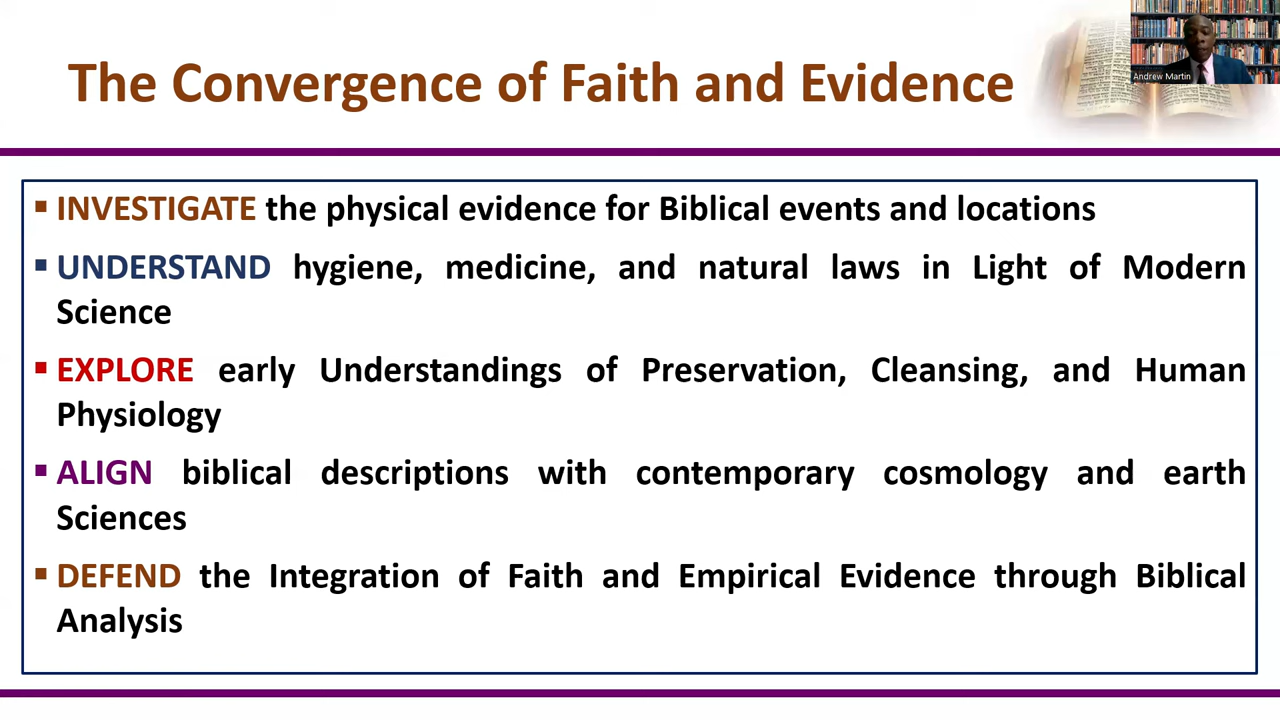 The Convergence of Faith and Evidence
Andrew Martin
▪ INVESTIGATE the physical evidence for Biblical events and locations
▪ UNDERSTAND hygiene, medicine, and natural laws in Light of Modern
Science
▪ EXPLORE early Understandings of Preservation, Cleansing, and Human
Physiology
▪ ALIGN biblical descriptions with contemporary cosmology and earth
Sciences
▪ DEFEND the Integration of Faith and Empirical Evidence through Biblical
Analysis